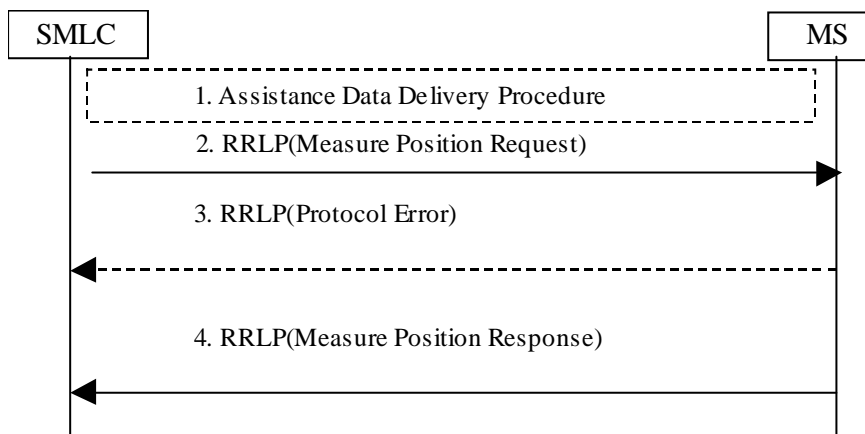 SMLC
MS
1. Assistance Data Delivery Procedure
2. RRLP(Measure Position Request)
3. RRLP(Protocol Error)
4. RRLP(Measure Position Response)